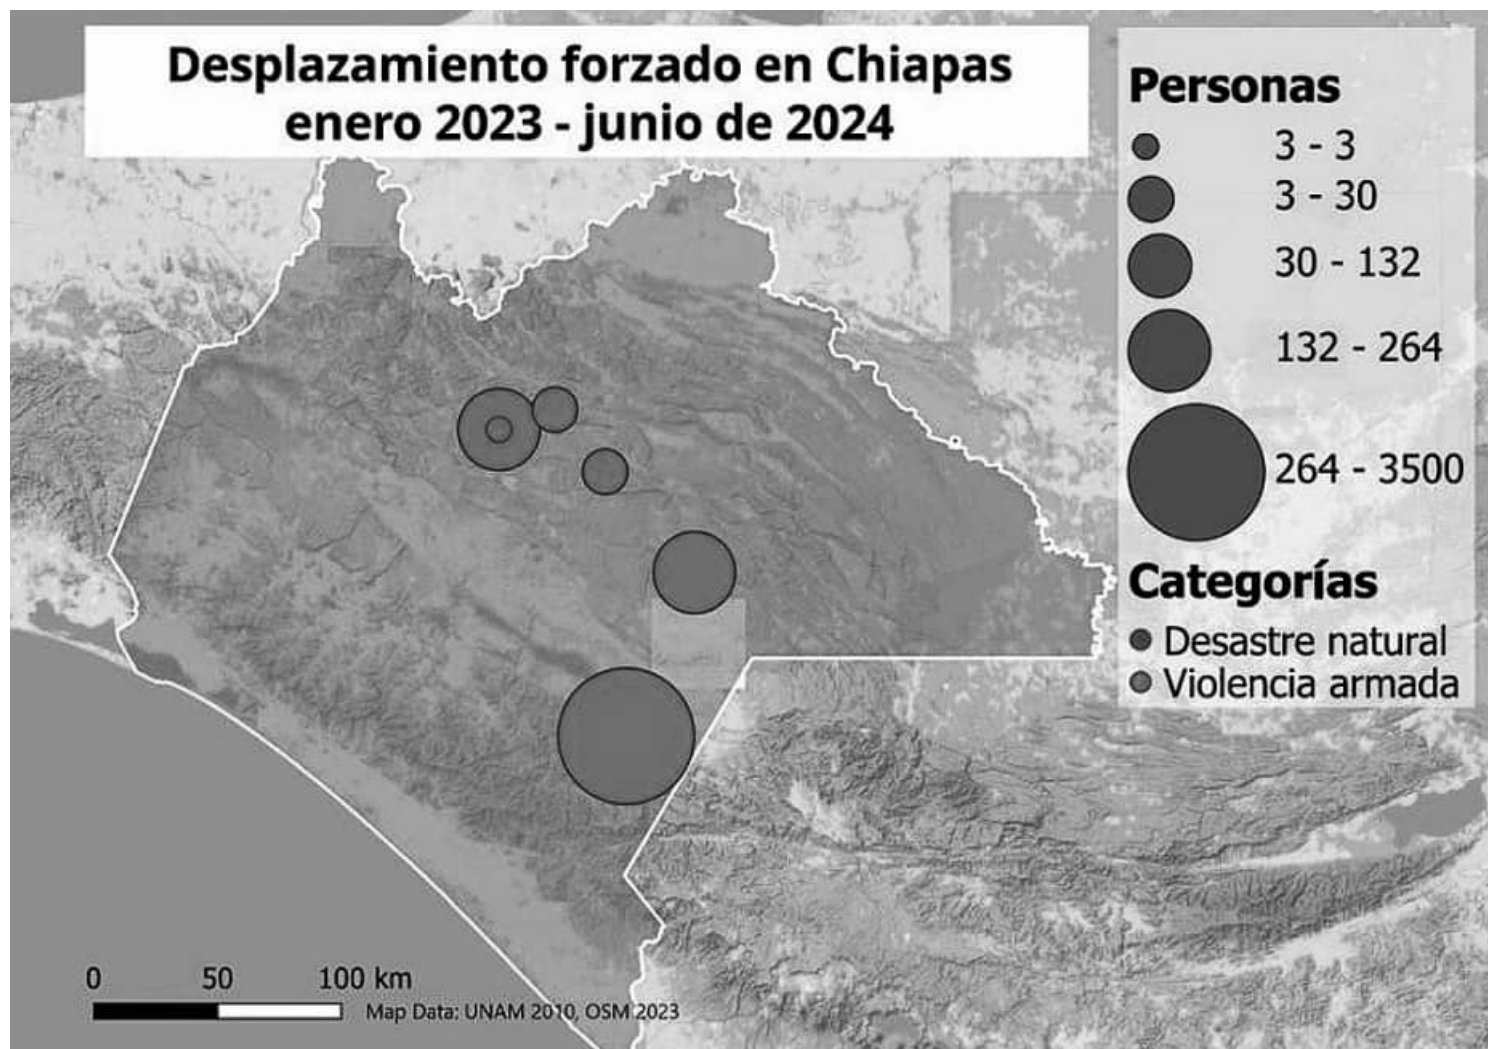 Desplazamiento forzado en Chiapas
enero 2023 - junio de 2024
Personas
3 - 3
3 - 30
30 - 132
132 - 264
264 - 3500
Categorías
Desastre natural
Violencia armada
0 50 100 km
Map Data: UNAM 2010, OSM 2023